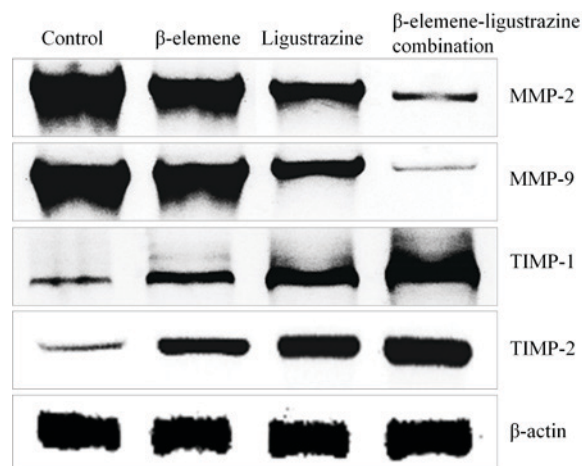 Control β-elemene Ligustrazine β-elemene-ligustrazine
combination
MMP-2
MMP-9
TIMP-1
TIMP-2
β-actin